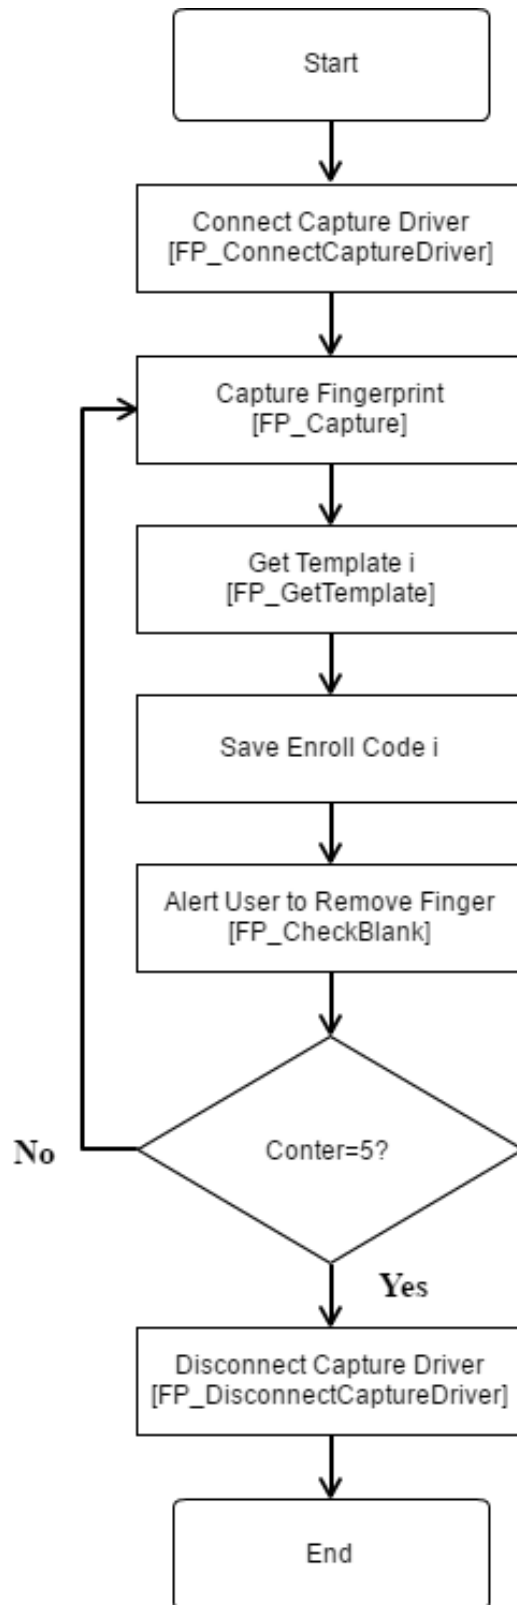 Start
Connect Capture Driver
[FP_ConnectCaptureDriver]
Capture Fingerprint
[FP_Capture]
Get Template i
[FP_GetTemplate]
Save Enroll Code i
Alert User to Remove Finger
[FP_CheckBlank]
Conter=5?
No
Yes
Disconnect Capture Driver
[FP_DisconnectCaptureDriver]
End